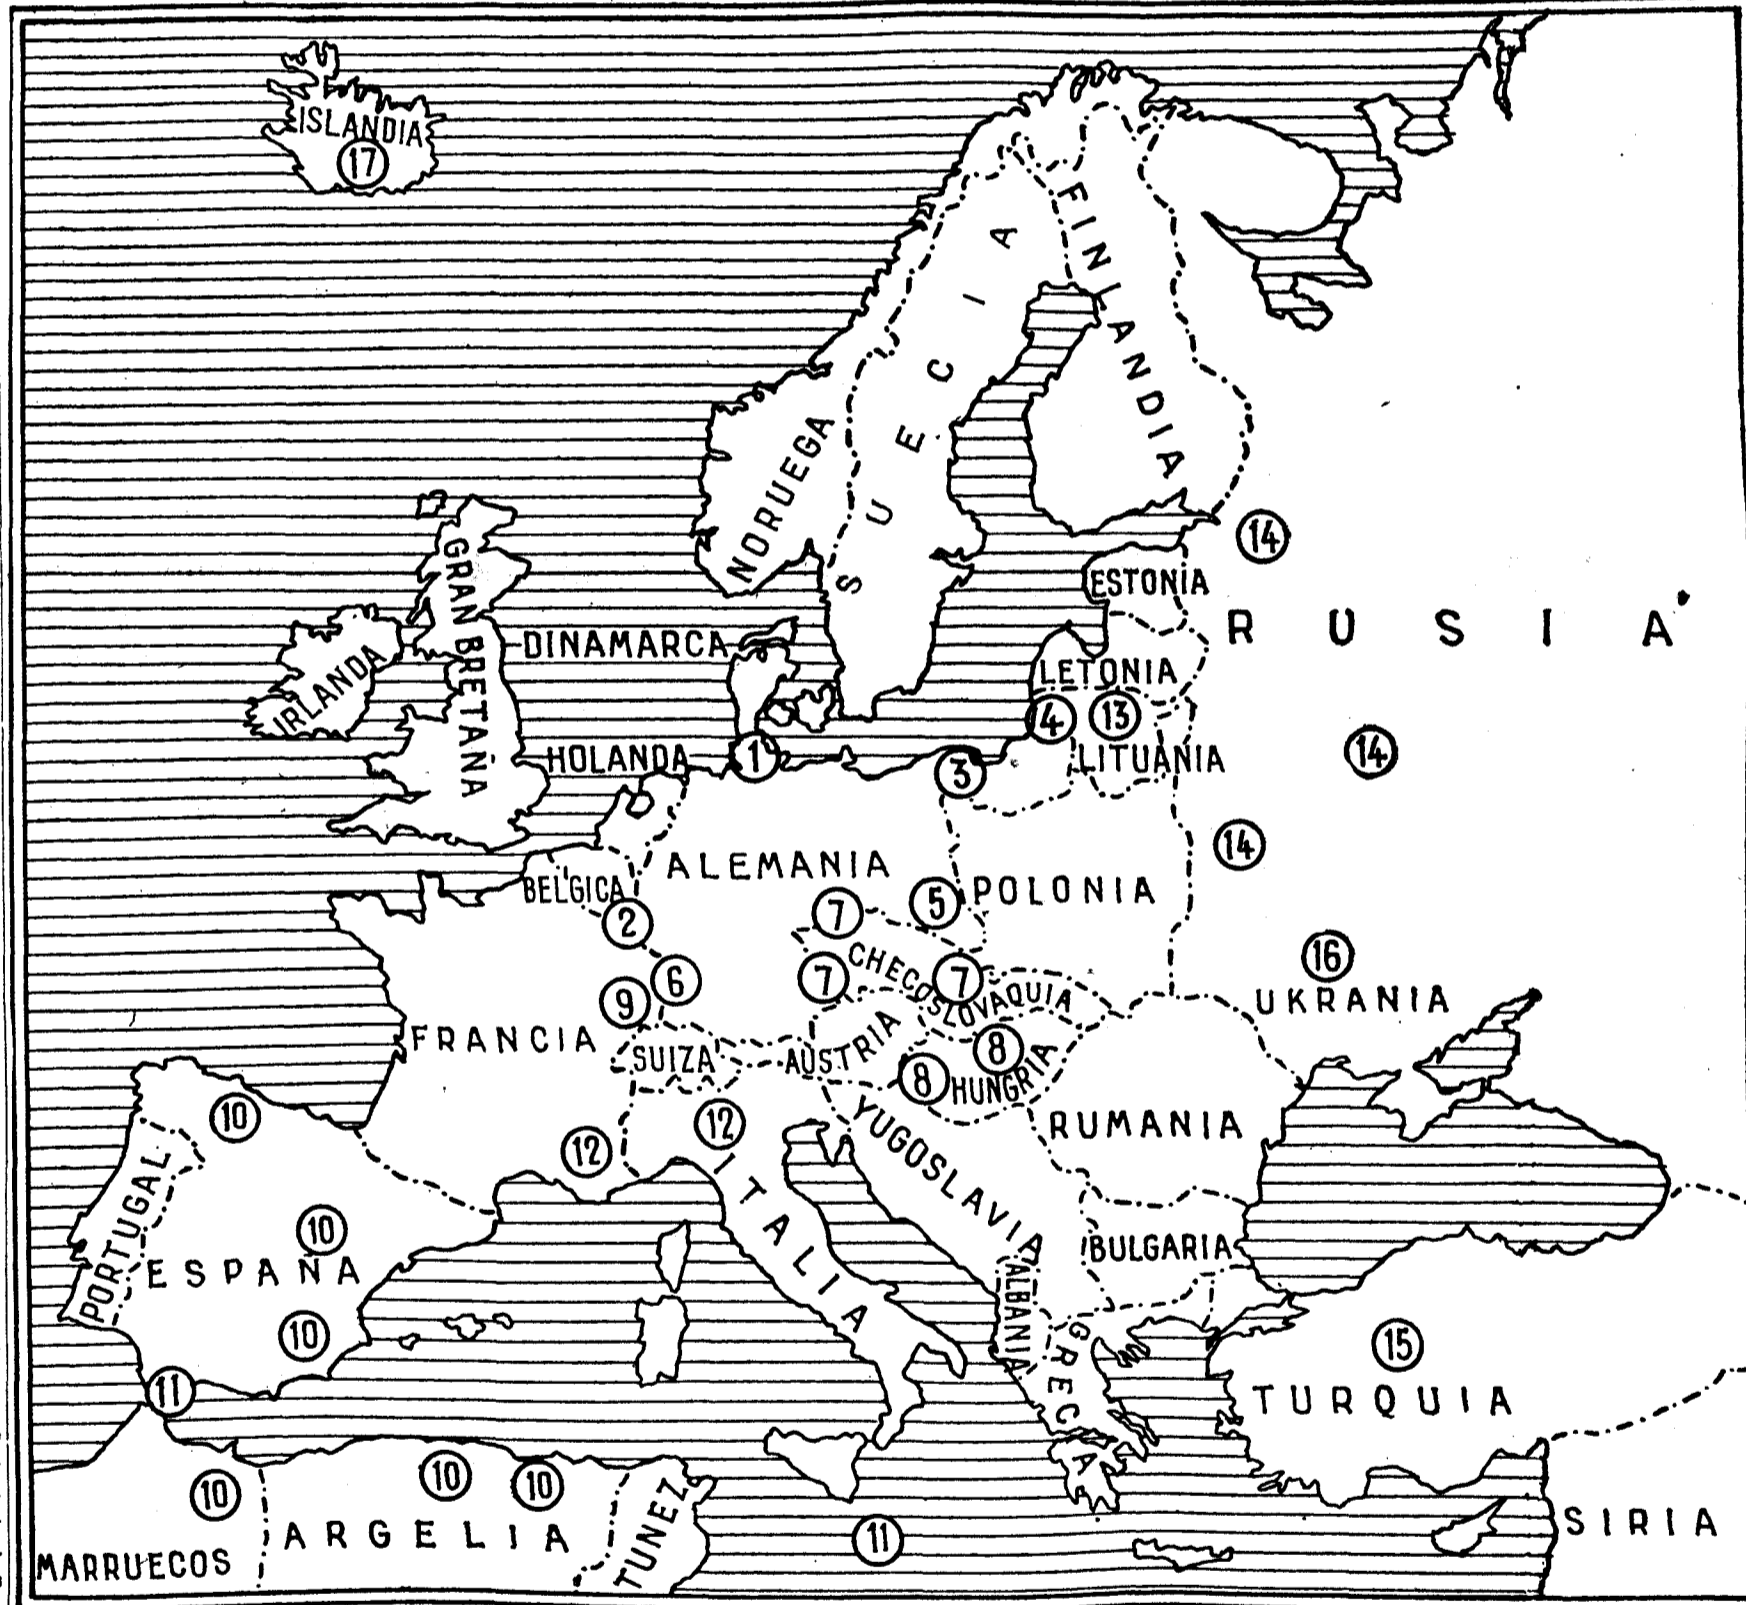 ISLANDIA
17
FINLANDIA
SUECIA
NORUEGA
14
ESTONIA
RUSIA
GRAN BRETAÑA
DINAMARCA
IRLANDA
LETONIA
4
13
HOLANDA
1
3
LITUANIA
14
14
ALEMANIA
BELGICA
POLONIA
5
7
2
CHECOSLOVAQUIA
7
7
6
9
16
UKRANIA
FRANCIA
SUIZA
AUSTRIA
8
8
HUNGRIA
10
12
12
YUGOSLAVIA
RUMANIA
PORTUGAL
10
ESPAÑA
ITALIA
BULGARIA
ALBANIA
10
GRECIA
15
11
TURQUIA
10
10
10
ARGELIA
TUNEZ
11
SIRIA
MARRUECOS